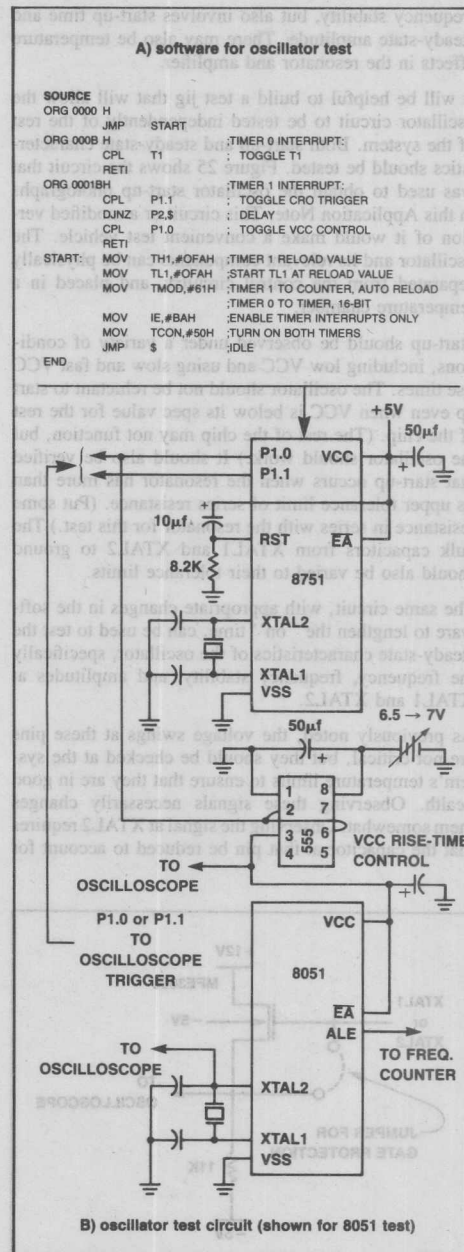 A) software for oscillator test
SOURCE
ORG 0000 H
JMP START
ORG 000B H ;TIMER 0 INTERRUPT:
CPL T1 ; TOGGLE T1
RETI
ORG 0001BH ;TIMER 1 INTERRUPT:
CPL P1.1 ; TOGGLE CRO TRIGGER
DJNZ P2,$ ; DELAY
CPL P1.0 ; TOGGLE VCC CONTROL
RETI
START: MOV TH1,#OFAH ;TIMER 1 RELOAD VALUE
MOV TL1,#OFAH ;START TL1 AT RELOAD VALUE
MOV TMOD,#61H ;TIMER 1 TO COUNTER, AUTO RELOAD
;TIMER 0 TO TIMER, 16-BIT
MOV IE,#BAH ;ENABLE TIMER INTERRUPTS ONLY
MOV TCON,#50H ;TURN ON BOTH TIMERS
JMP $ ;IDLE
END
+5V
P1.0 VCC
50µf
+
P1.1
10µf
+
RST EA
8.2K
8751
XTAL2
XTAL1
VSS
50µf
+
6.5 → 7V
1 8
2 7
3 6
4 5
555
VCC RISE-TIME
CONTROL
TO
OSCILLOSCOPE
+
P1.0 or P1.1
TO
OSCILLOSCOPE
TRIGGER
VCC
8051
EA
ALE
TO
OSCILLOSCOPE
TO FREQ.
COUNTER
XTAL2
XTAL1
VSS
B) oscillator test circuit (shown for 8051 test)